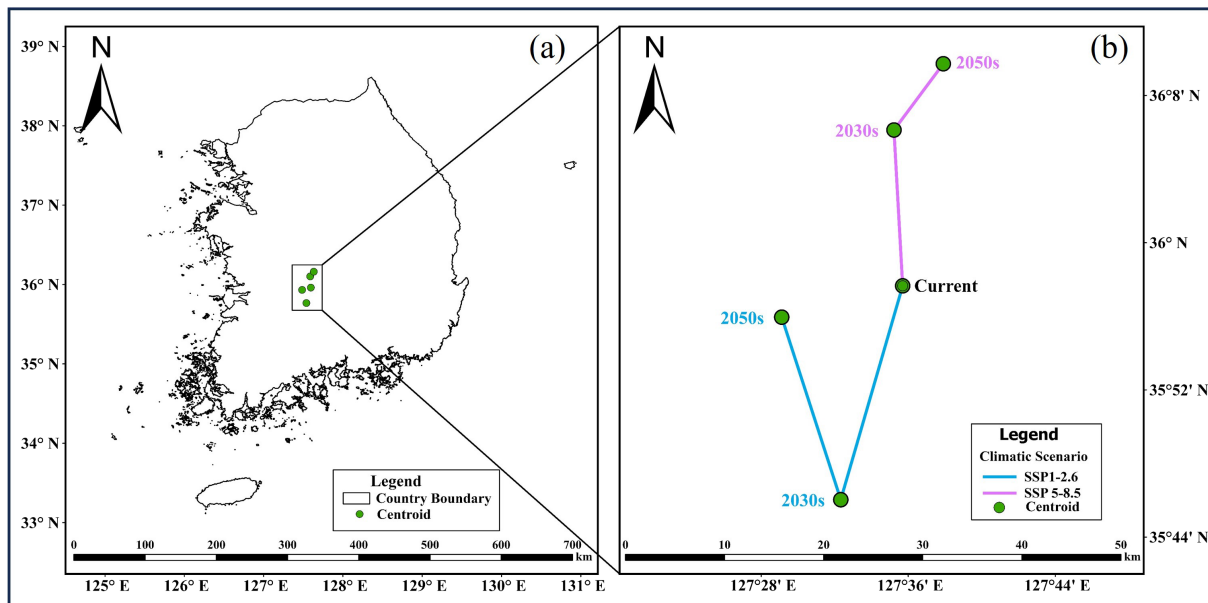 (a)
N
39° N
38° N
37° N
36° N
35° N
34° N
33° N
Legend
Country Boundary
Centroid
0 100 200 300 400 500 600 700
km
125° E 126° E 127° E 128° E 129° E 130° E 131° E
(b)
N
2050s
36°8' N
2030s
36° N
Current
2050s
35°52' N
2030s
Legend
Climatic Scenario
SSP1-2.6
SSP 5-8.5
Centroid
35°44' N
0 10 20 30 40 50
km
127°28' E 127°36' E 127°44' E